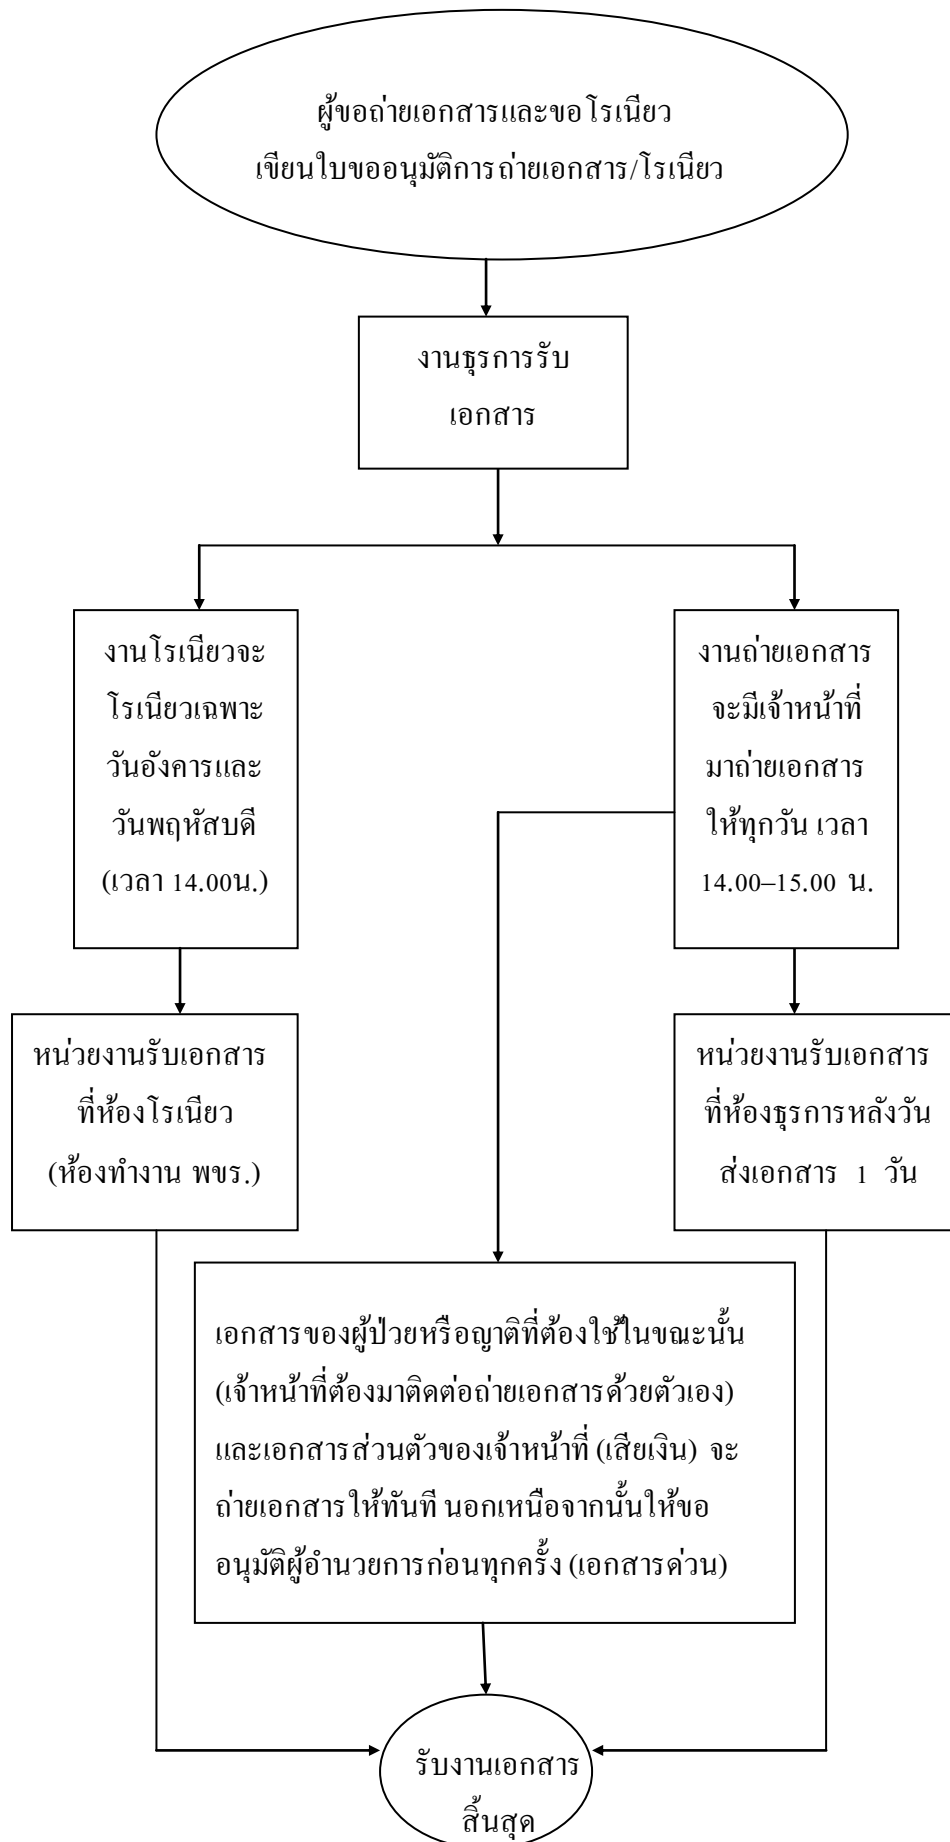 ผู้ขอถ่ายเอกสารและขอโรเนียว
เขียนใบขออนุมัติการถ่ายเอกสาร/โรเนียว
งานธุรการรับ
เอกสาร
งานโรเนียวจะ
โรเนียวเฉพาะ
วันอังคารและ
วันพฤหัสบดี
(เวลา 14.00น.)
งานถ่ายเอกสาร
จะมีเจ้าหน้าที่
มาถ่ายเอกสาร
ให้ทุกวัน เวลา
14.00–15.00 น.
หน่วยงานรับเอกสาร
ที่ห้องโรเนียว
(ห้องทำงาน พขร.)
หน่วยงานรับเอกสาร
ที่ห้องธุรการหลังวัน
ส่งเอกสาร 1 วัน
เอกสารของผู้ป่วยหรือญาติที่ต้องใช้ในขณะนั้น
(เจ้าหน้าที่ต้องมาติดต่อถ่ายเอกสารด้วยตัวเอง)
และเอกสารส่วนตัวของเจ้าหน้าที่ (เสียเงิน) จะ
ถ่ายเอกสารให้ทันที นอกเหนือจากนั้นให้ขอ
อนุมัติผู้อำนวยการก่อนทุกครั้ง (เอกสารด่วน)
รับงานเอกสาร
สิ้นสุด